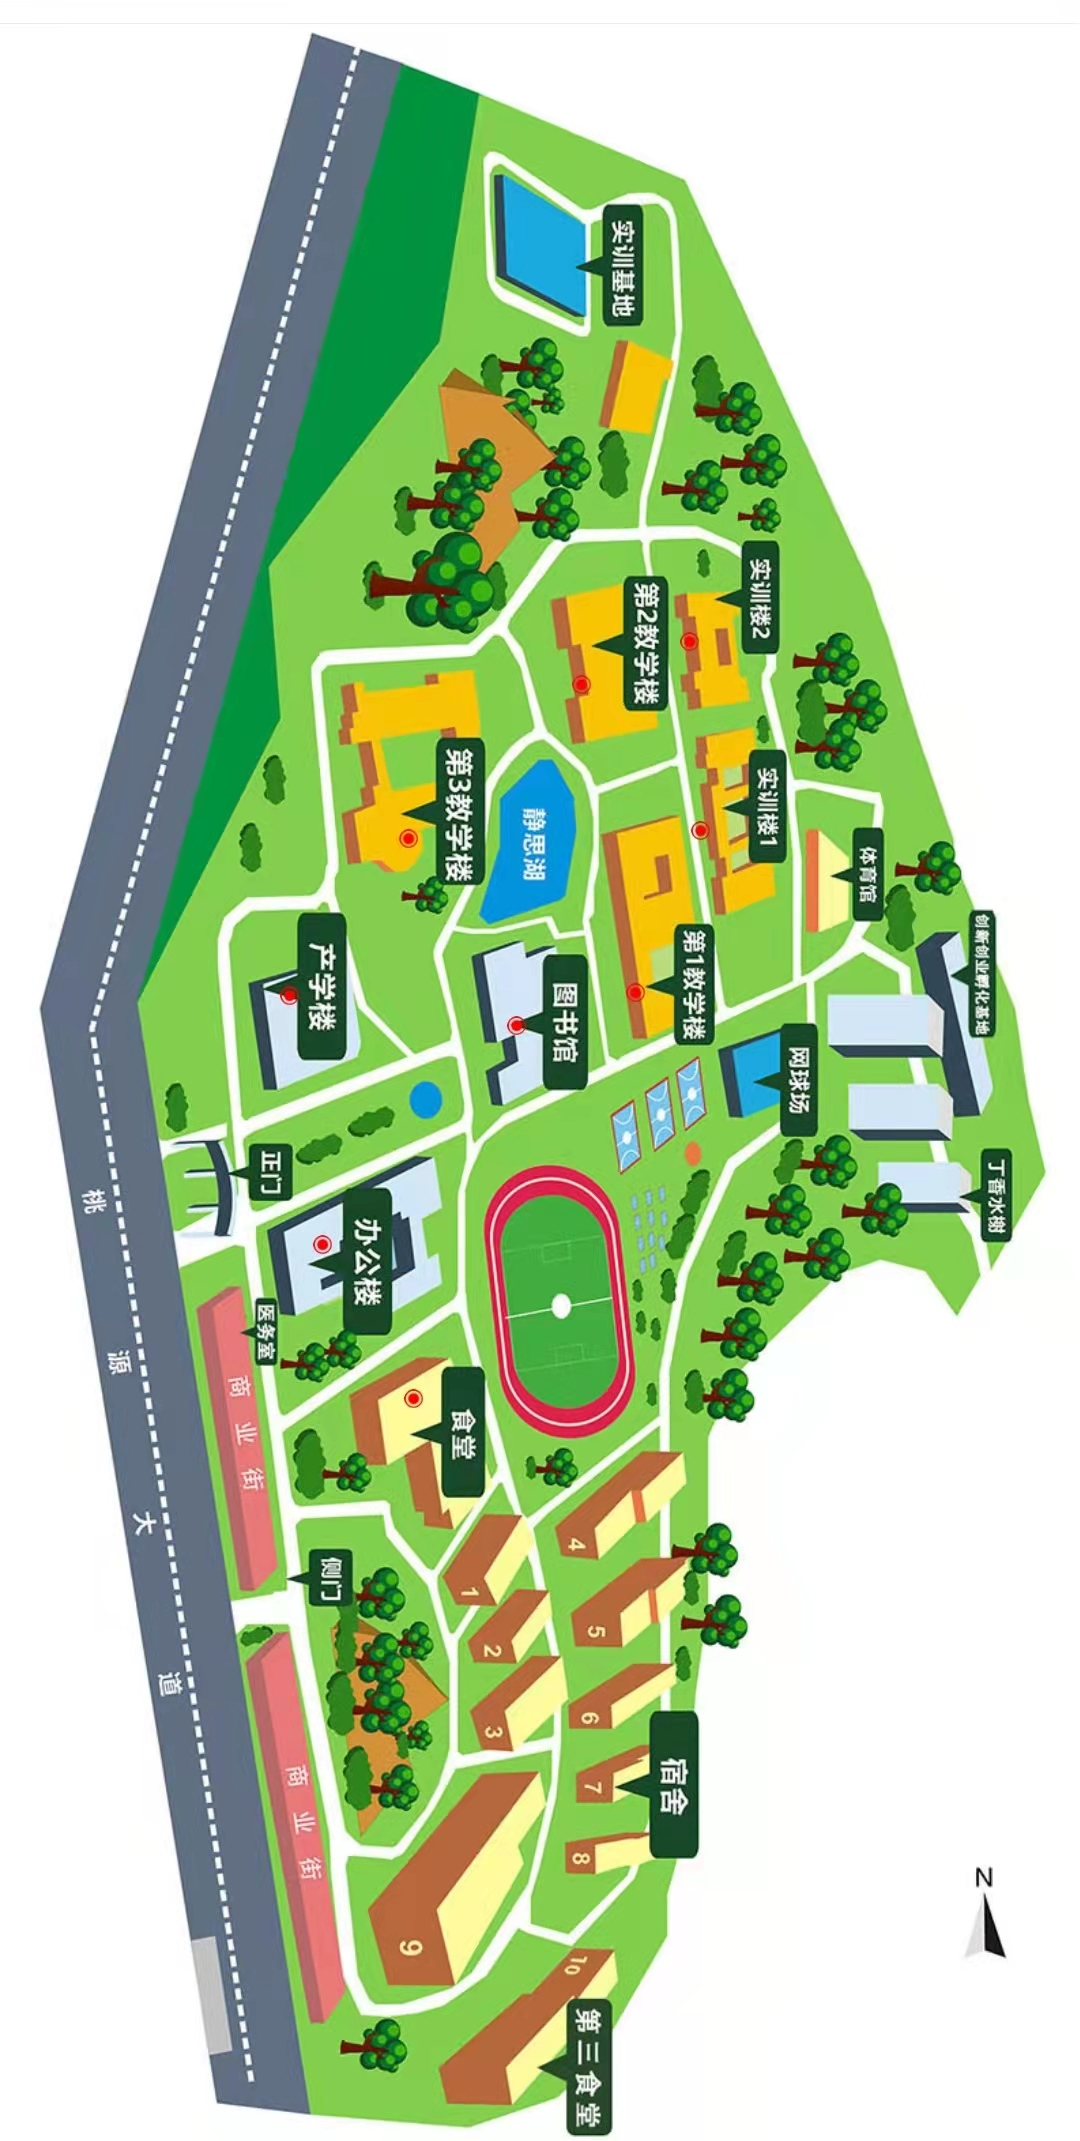 实训基地
实训楼2
第2教学楼
实训楼1
第3教学楼
静思湖
体育馆
创新创业孵化基地
第1教学楼
产学楼
图书馆
网球场
正门
丁香水榭
办公楼
医务室
商业街
食堂
侧门
4
1
5
2
6
3
宿舍
7
8
商业街
9
10
第三食堂
桃源大道
N